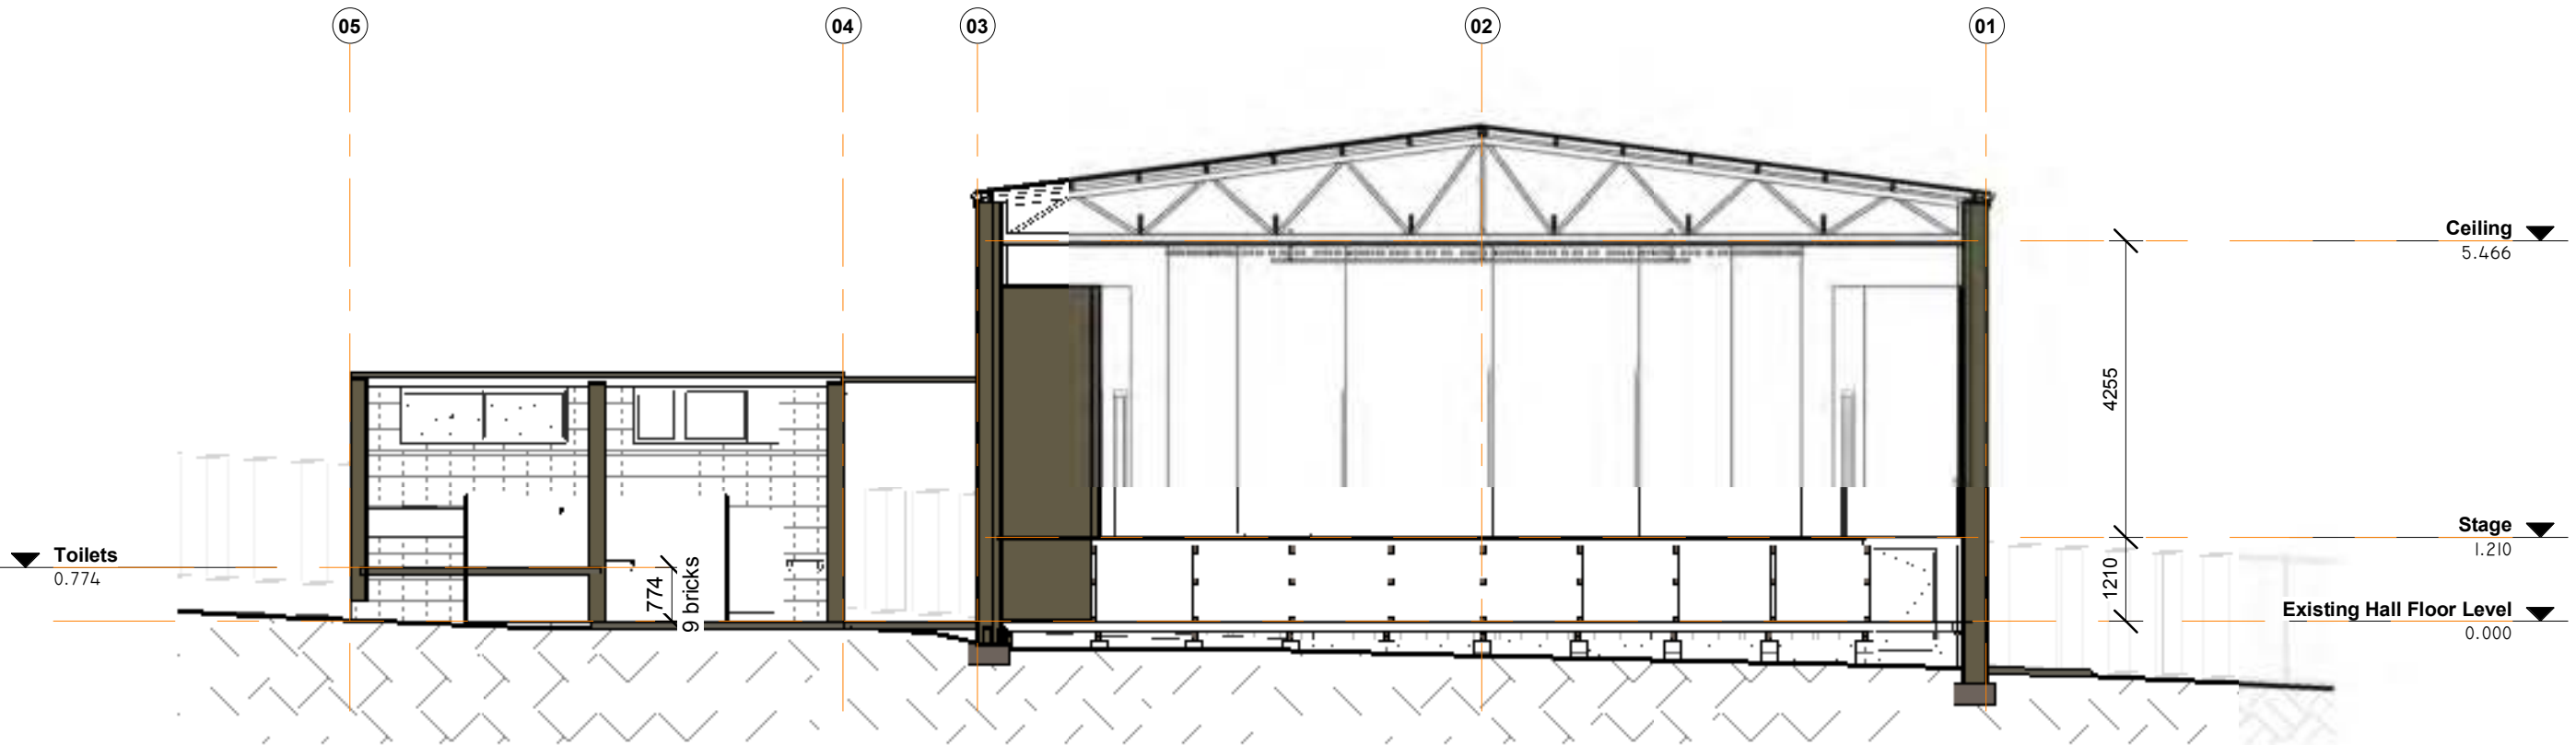 05
04
03
02
01
Ceiling
5.466
4255
Stage
1.210
Toilets
0.774
774
9 bricks
1210
Existing Hall Floor Level
0.000